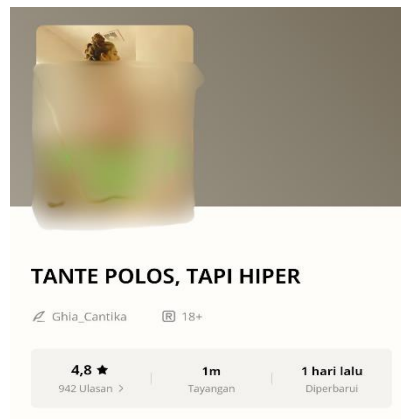 TANTE POLOS, TAPI HIPER
Ghia_Cantika
R 18+
4,8 ★
942 Ulasan >
1m
Tayangan
1 hari lalu
Diperbarui